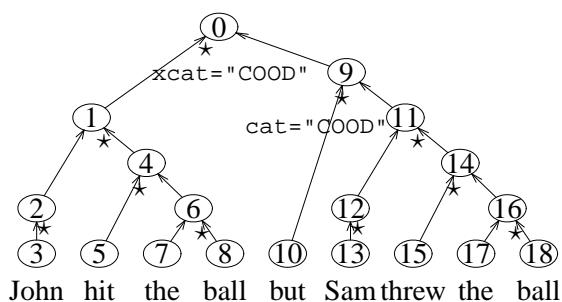 0
xcat="COOD" 9
1 cat="COOD" 11
4 14
2 6 12 16
3 5 7 8 10 13 15 17 18
John hit the ball but Sam threw the ball